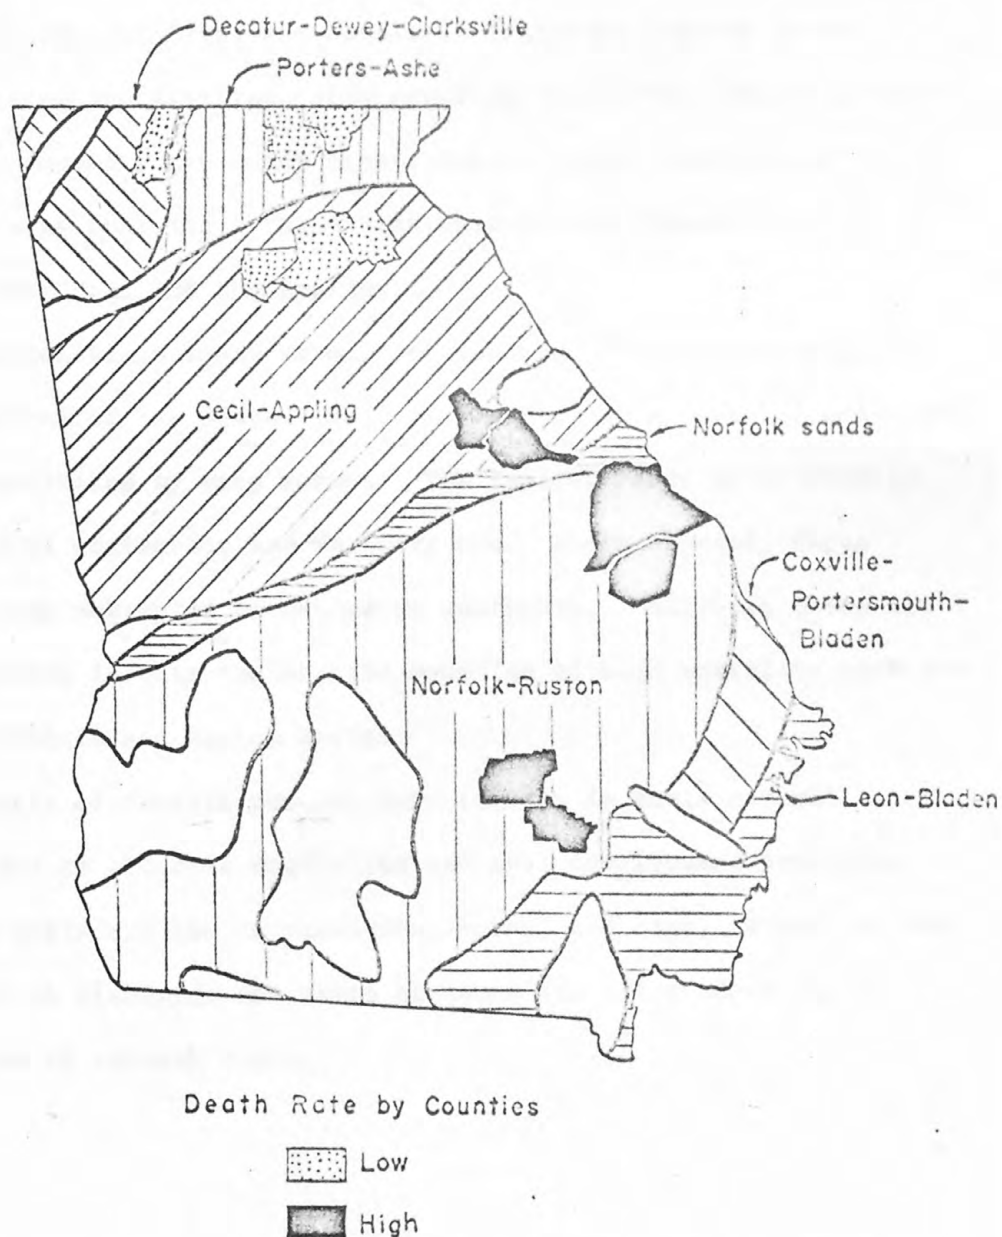 Decatur-Dewey-Clarksville
Porters-Ashe
Cecil-Appling
Norfolk sands
Coxville-
Portersmouth-
Bladen
Norfolk-Ruston
Leon-Bladen
Death Rate by Counties
Low
High